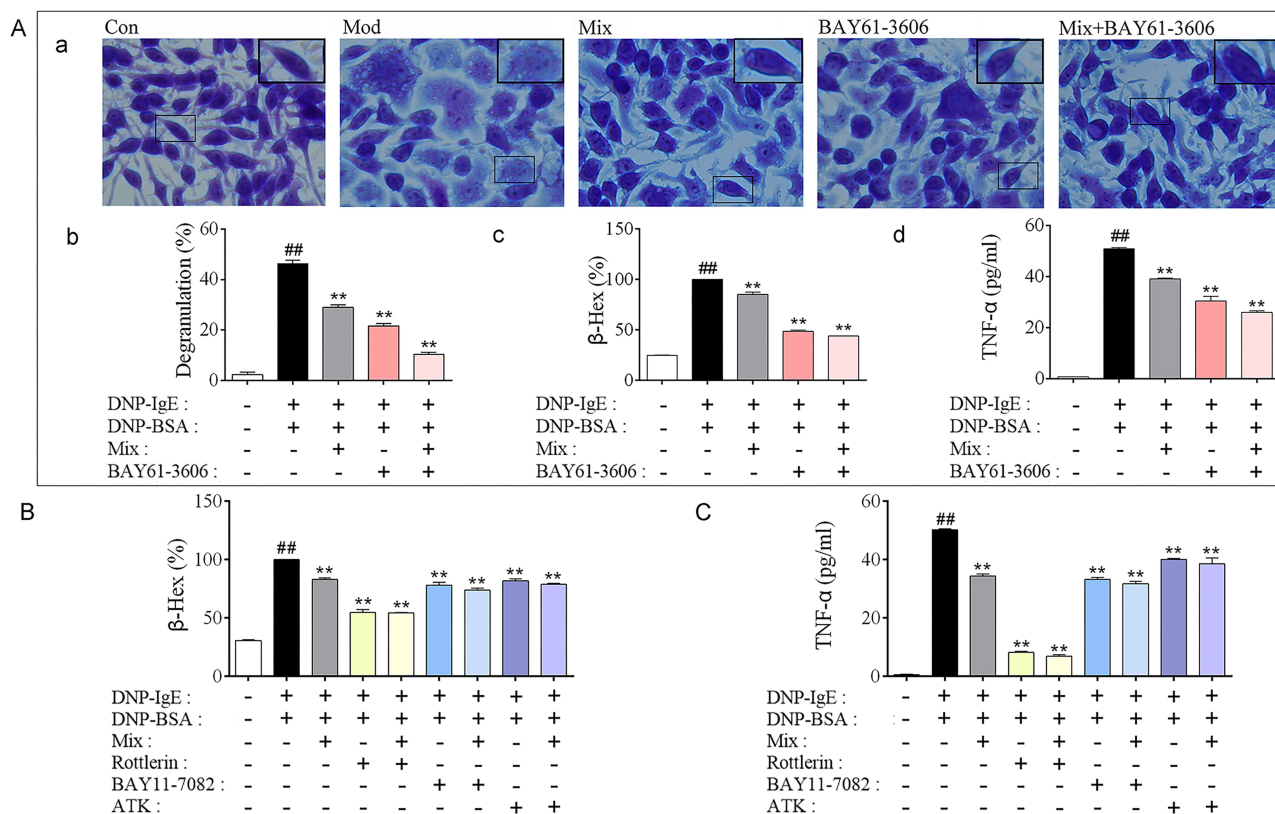 A
a
Con Mod Mix BAY61-3606 Mix+BAY61-3606
b
Degranulation (%)
60
40
20
0
##
**
**
**
DNP-IgE : - + + + +
DNP-BSA : - + + + +
Mix : - - + - +
BAY61-3606 : - - - + +
c
β-Hex (%)
150
100
50
0
##
**
**
**
DNP-IgE : - + + + +
DNP-BSA : - + + + +
Mix : - - + - +
BAY61-3606 : - - - + +
d
TNF-α (pg/ml)
60
40
20
0
##
**
**
**
DNP-IgE : - + + + +
DNP-BSA : - + + + +
Mix : - - + - +
BAY61-3606 : - - - + +
B
β-Hex (%)
150
100
50
0
##
**
**
**
**
**
**
**
DNP-IgE : - + + + + + + + +
DNP-BSA : - + + + + + + + +
Mix : - - + - + - + - +
Rottlerin : - - - + + - - - -
BAY11-7082 : - - - - - + + - -
ATK : - - - - - - - + +
C
TNF-α (pg/ml)
60
40
20
0
##
**
**
**
**
**
**
**
DNP-IgE : - + + + + + + + +
DNP-BSA : - + + + + + + + +
Mix : - - + - + - + - +
Rottlerin : - - - + + - - - -
BAY11-7082 : - - - - - + + - -
ATK : - - - - - - - + +